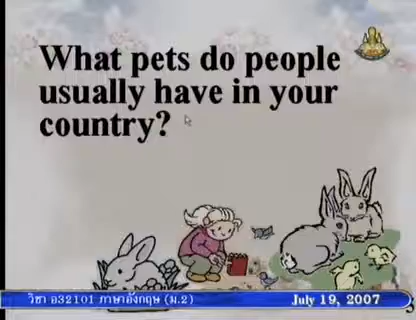 What pets do people
usually have in your
country?
วิชา อ32101 ภาษาอังกฤษ (ม.2)
July 19, 2007